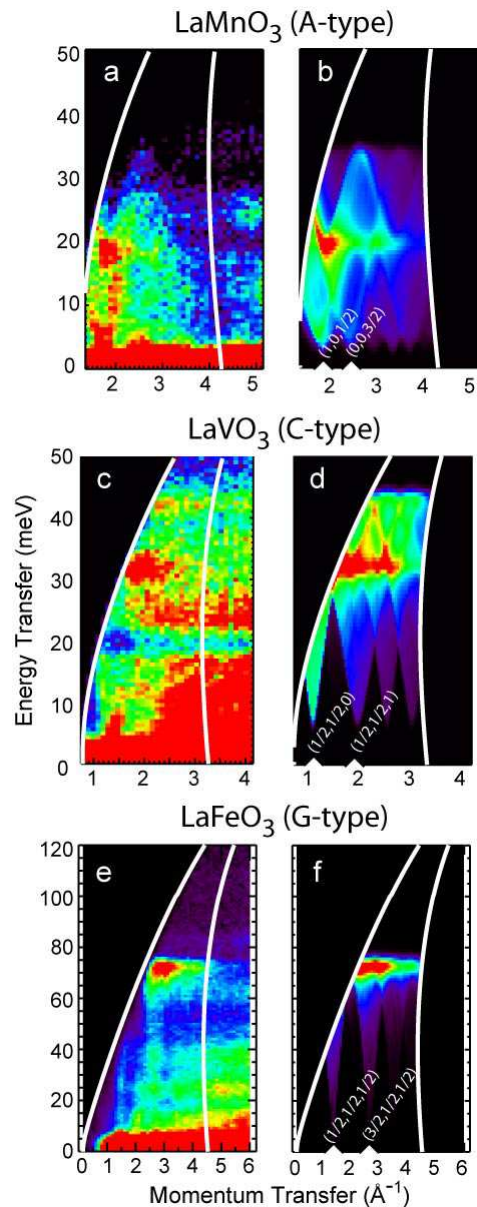 LaMnO₃ (A-type)
50
40
30
20
10
0
a
b
(1,0,1/2)
(0,0,3/2)
2 3 4 5
2 3 4 5
LaVO₃ (C-type)
Energy Transfer (meV)
50
40
30
20
10
0
c
d
(1/2,1/2,0)
(1/2,1/2,1)
1 2 3 4
1 2 3 4
LaFeO₃ (G-type)
120
100
80
60
40
20
0
e
f
(1/2,1/2,1/2)
(3/2,1/2,1/2)
0 1 2 3 4 5 6
0 1 2 3 4 5 6
Momentum Transfer (Å⁻¹)